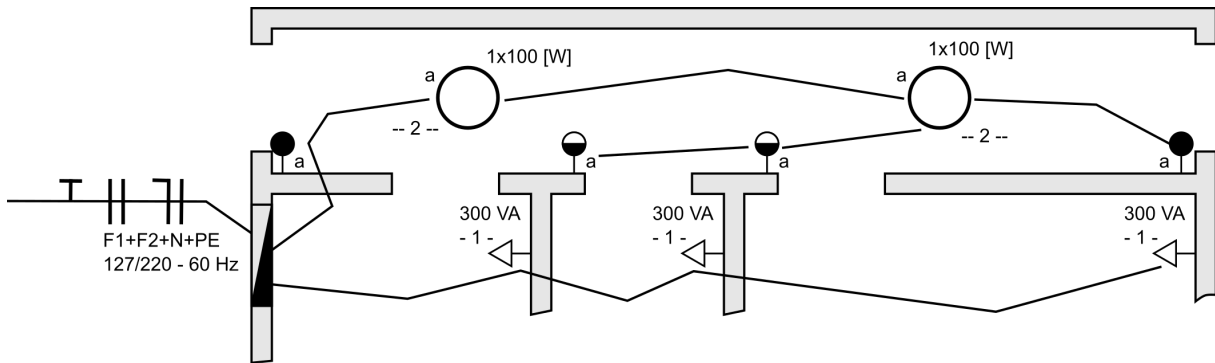 1x100 [W]
a
-- 2 --
1x100 [W]
a
-- 2 --
a
a
a
a
F1+F2+N+PE
127/220 - 60 Hz
300 VA
- 1 -
300 VA
- 1 -
300 VA
- 1 -